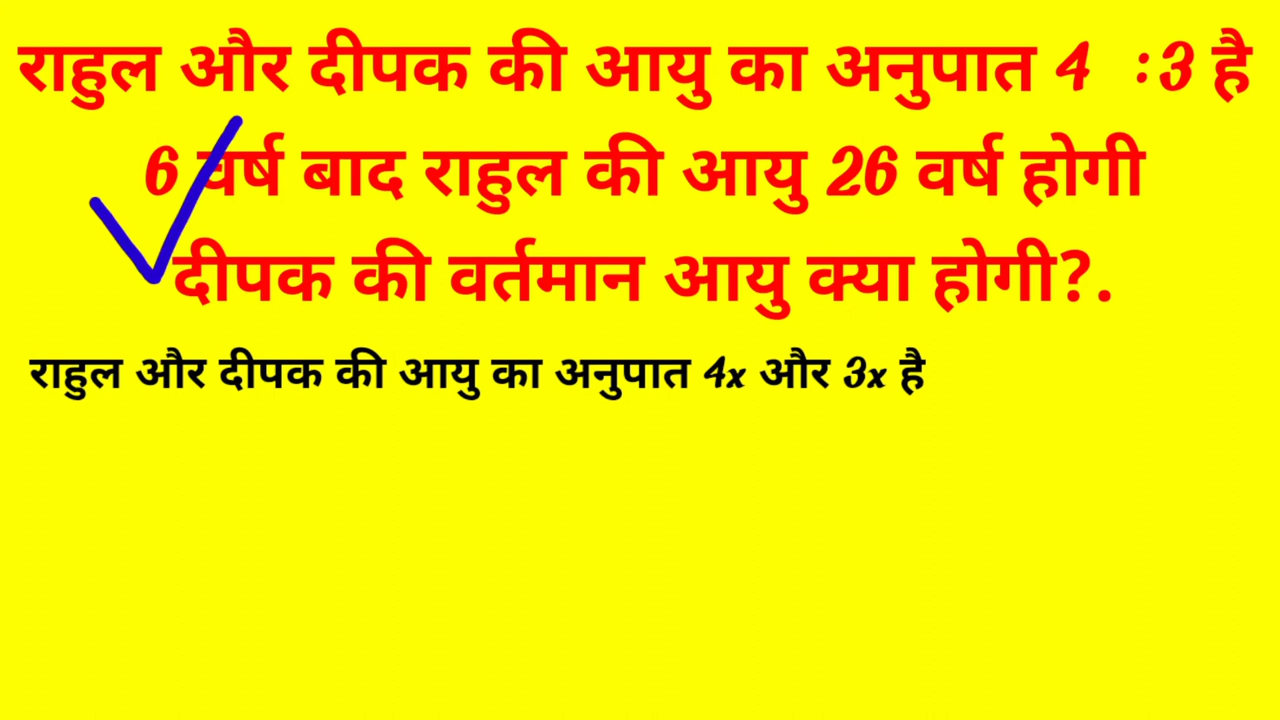 राहुल और दीपक की आयु का अनुपात 4 :3 है
6 वर्ष बाद राहुल की आयु 26 वर्ष होगी
दीपक की वर्तमान आयु क्या होगी?.
राहुल और दीपक की आयु का अनुपात 4x और 3x है